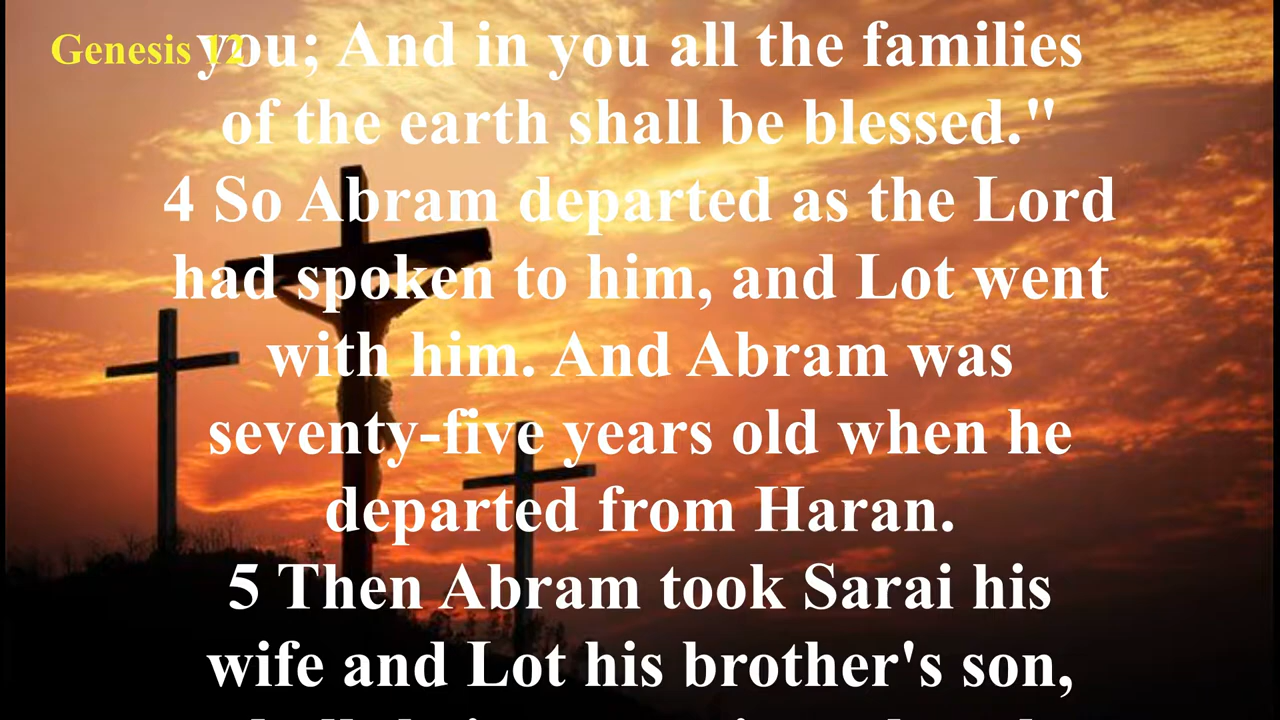 Genesis 12
you; And in you all the families
of the earth shall be blessed."
4 So Abram departed as the Lord
had spoken to him, and Lot went
with him. And Abram was
seventy-five years old when he
departed from Haran.
5 Then Abram took Sarai his
wife and Lot his brother's son,